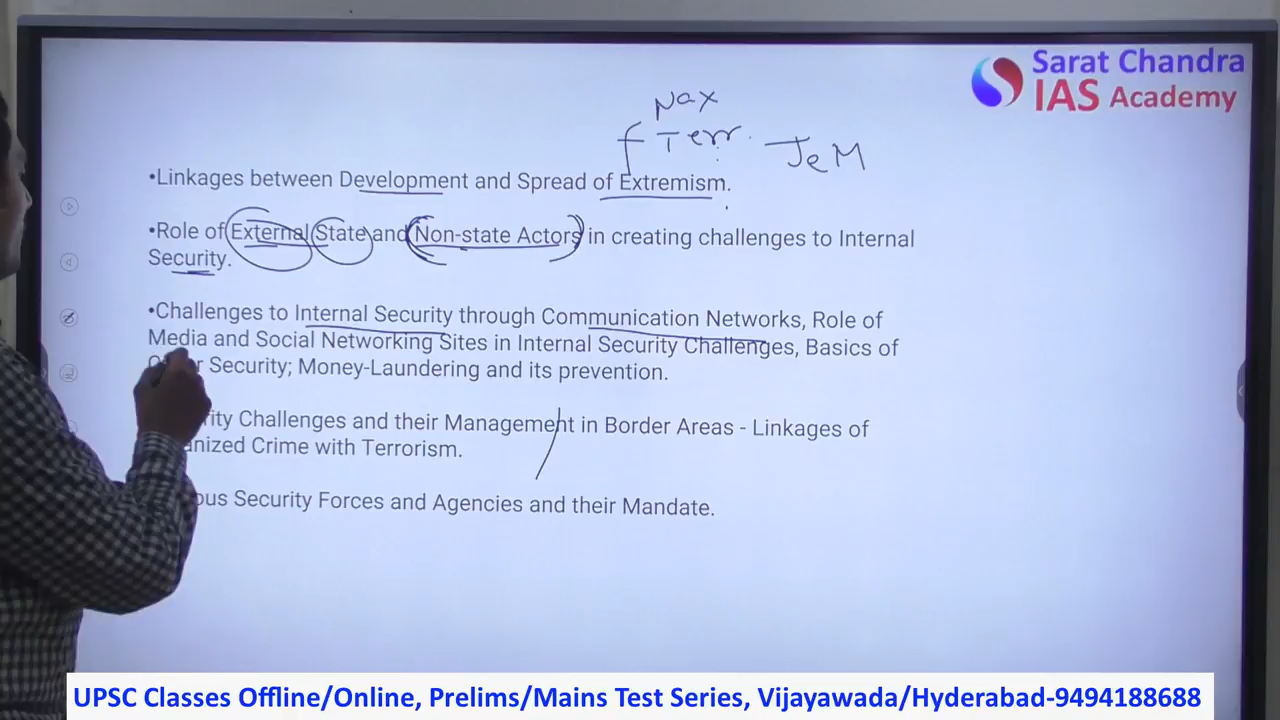 Sarat Chandra
IAS Academy
Nax
Terr.
JeM
•Linkages between Development and Spread of Extremism.
•Role of External State and Non-state Actors in creating challenges to Internal
Security.
•Challenges to Internal Security through Communication Networks, Role of
Media and Social Networking Sites in Internal Security Challenges, Basics of
Security; Money-Laundering and its prevention.
Challenges and their Management in Border Areas - Linkages of
Crime with Terrorism.
Security Forces and Agencies and their Mandate.
UPSC Classes Offline/Online, Prelims/Mains Test Series, Vijayawada/Hyderabad-9494188688